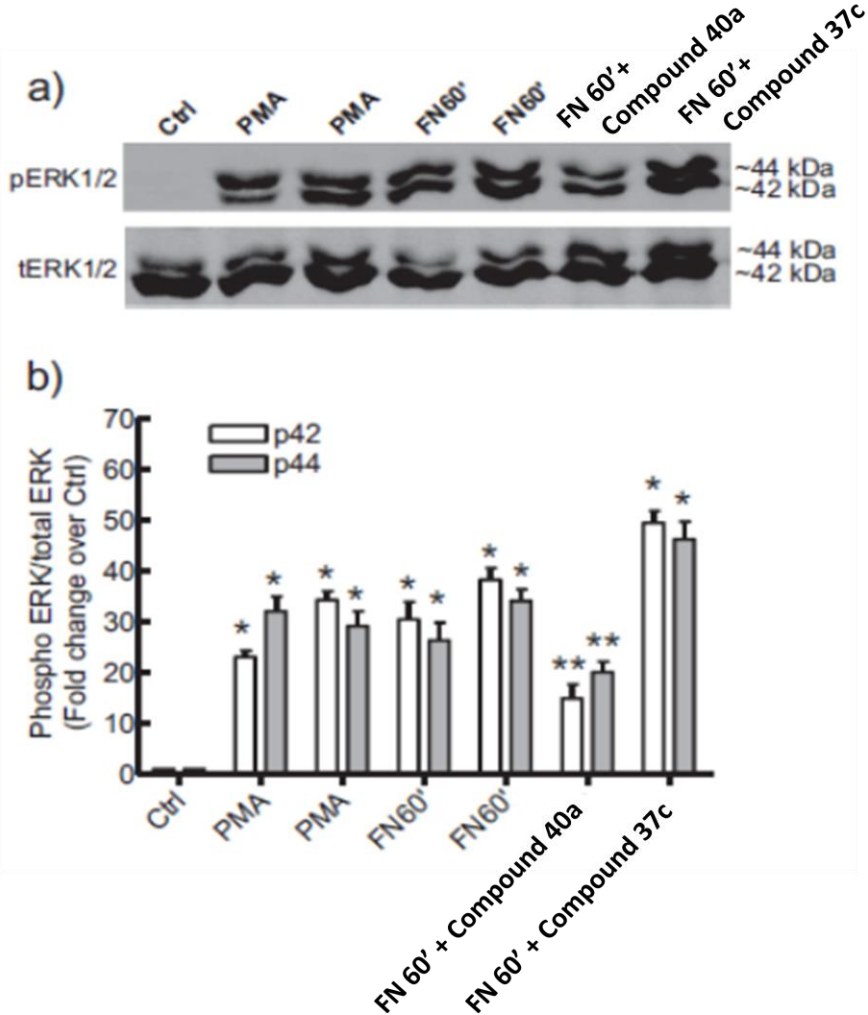 a)
Ctrl
PMA
PMA
FN60'
FN60'
FN 60’+
Compound 40a
FN 60’+
Compound 37c
pERK1/2
~44 kDa
~42 kDa
tERK1/2
~44 kDa
~42 kDa
b)
Phospho ERK/total ERK
(Fold change over Ctrl)
70
60
50
40
30
20
10
0
p42
p44
*
*
*
*
*
*
*
*
**
**
*
*
Ctrl
PMA
PMA
FN60'
FN60'
FN 60’ + Compound 40a
FN 60’ + Compound 37c